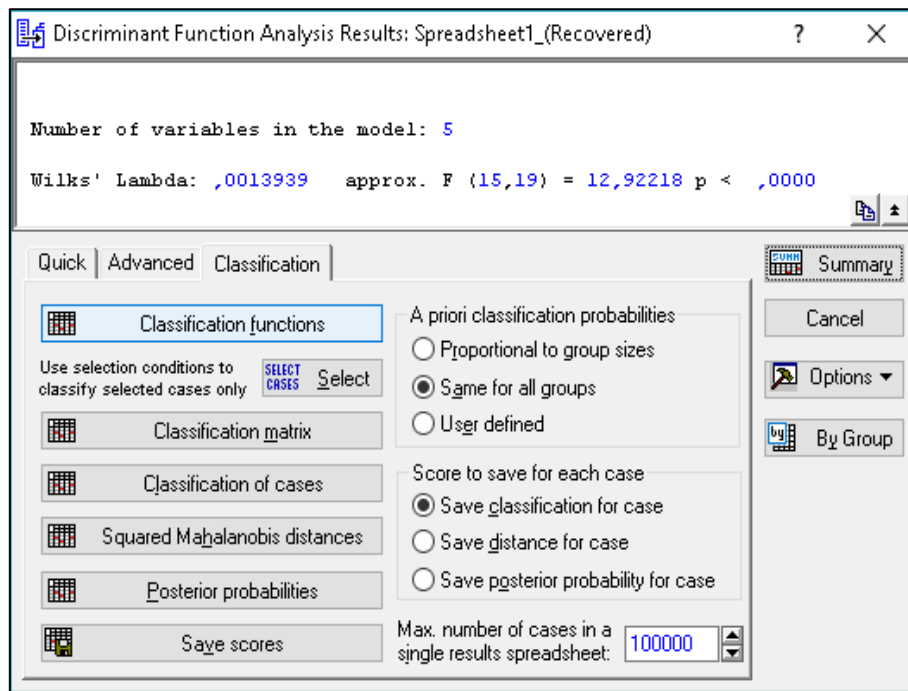 Discriminant Function Analysis Results: Spreadsheet1_(Recovered) ? X
Number of variables in the model: 5
Wilks' Lambda: ,0013939 approx. F (15,19) = 12,92218 p < ,0000
Quick Advanced Classification
Classification functions
Use selection conditions to
classify selected cases only
SELECT
CASES
Select
Classification matrix
Classification of cases
Squared Mahalanobis distances
Posterior probabilities
Save scores
A priori classification probabilities
Proportional to group sizes
Same for all groups
User defined
Score to save for each case
Save classification for case
Save distance for case
Save posterior probability for case
Max. number of cases in a
single results spreadsheet:
100000
SUMM
Summary
Cancel
Options
by
By Group